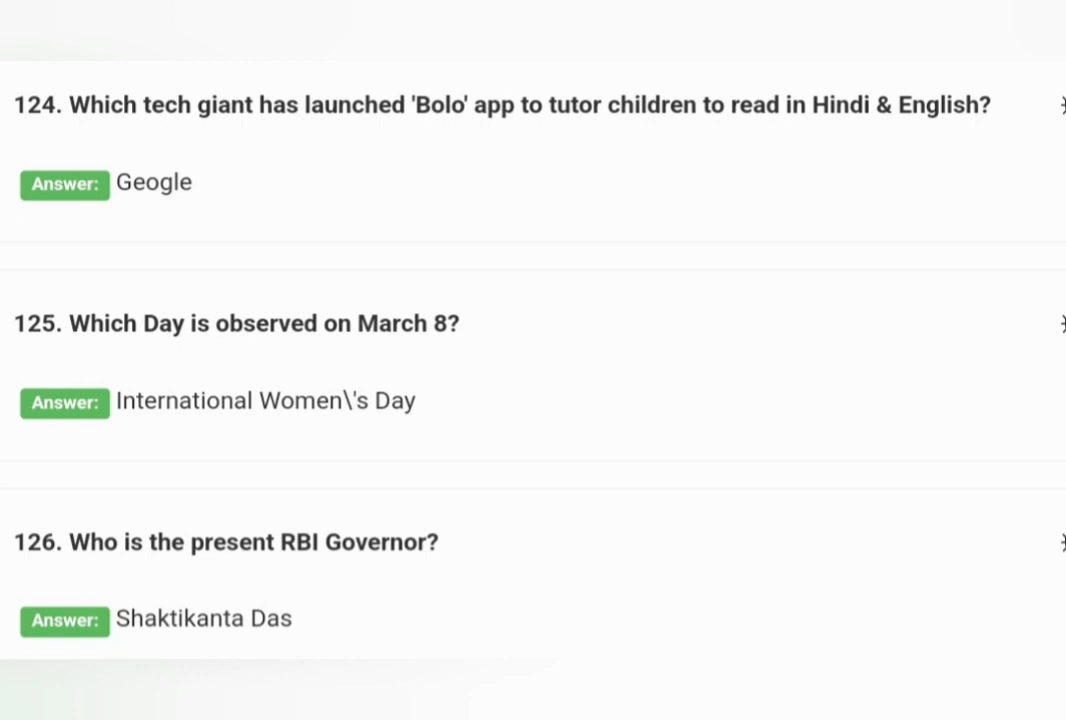 124. Which tech giant has launched 'Bolo' app to tutor children to read in Hindi & English?
Answer: Geogle
125. Which Day is observed on March 8?
Answer: International Women\'s Day
126. Who is the present RBI Governor?
Answer: Shaktikanta Das